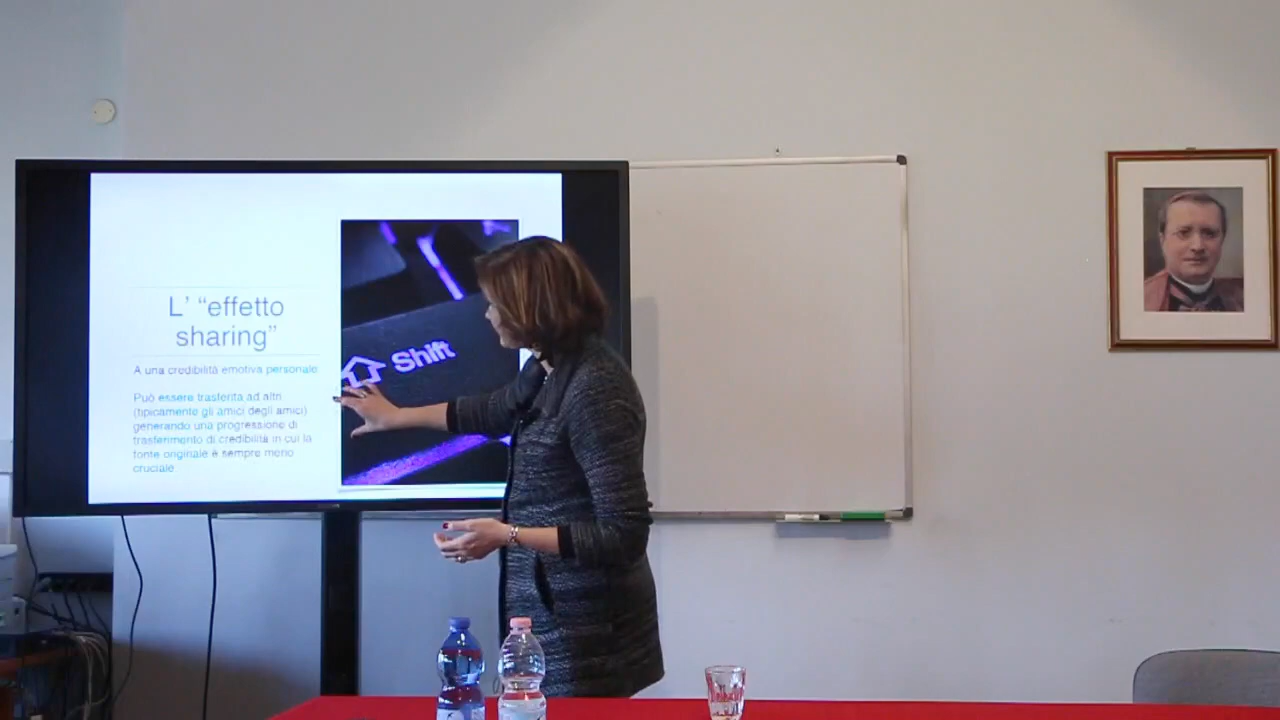 L' “effetto
sharing”
A una credibilità emotiva personale
Può essere trasferita ad altri
(tipicamente gli amici degli amici)
generando una progressione di
trasferimento di credibilità in cui la
fonte originale è sempre meno
cruciale
Shift